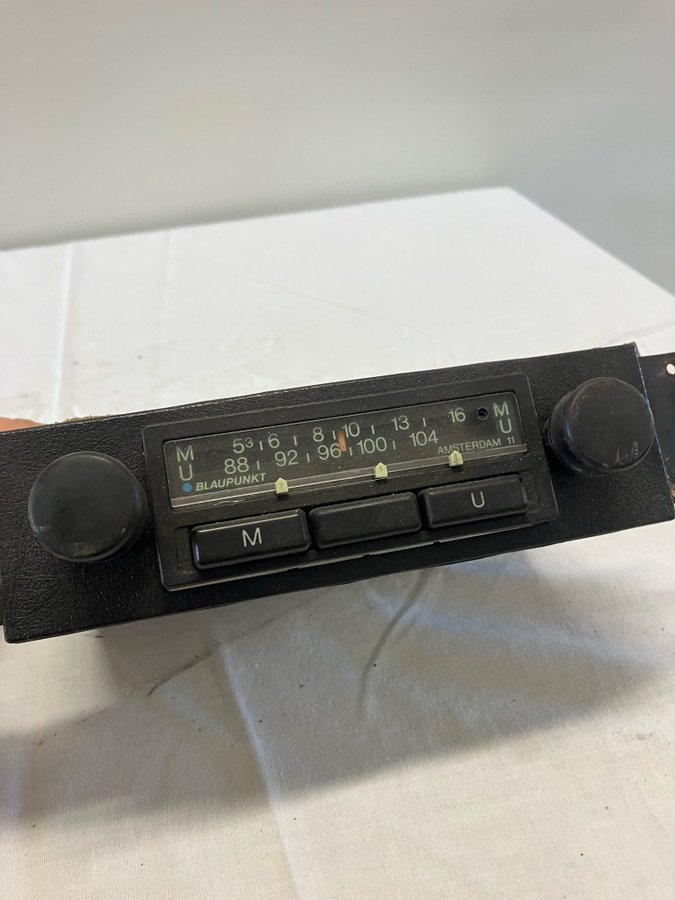 M 5³ 6 8 10 13 16 M
U 88 92 96 100 104 U
BLAUPUNKT AMSTERDAM 11
M U